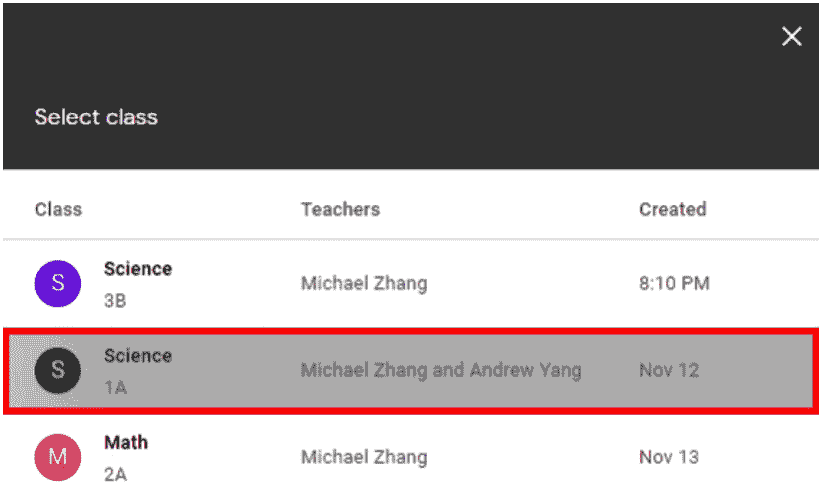 Select class
Class Teachers Created
S Science Michael Zhang 8:10 PM
3B
S Science Michael Zhang and Andrew Yang Nov 12
1A
M Math Michael Zhang Nov 13
2A